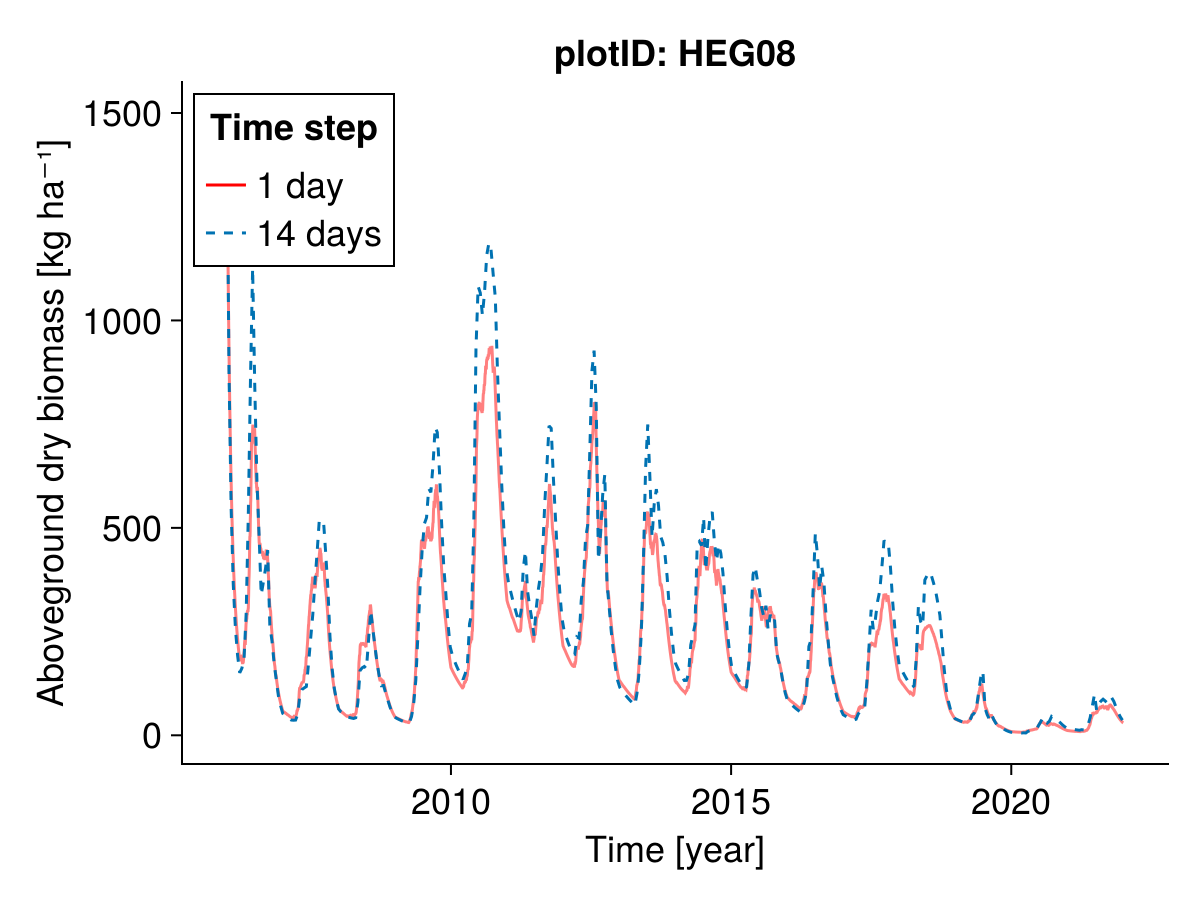 plotID: HEG08
Time step
1 day
14 days
Aboveground dry biomass [kg ha⁻¹]
1500
1000
500
0
2010
2015
2020
Time [year]